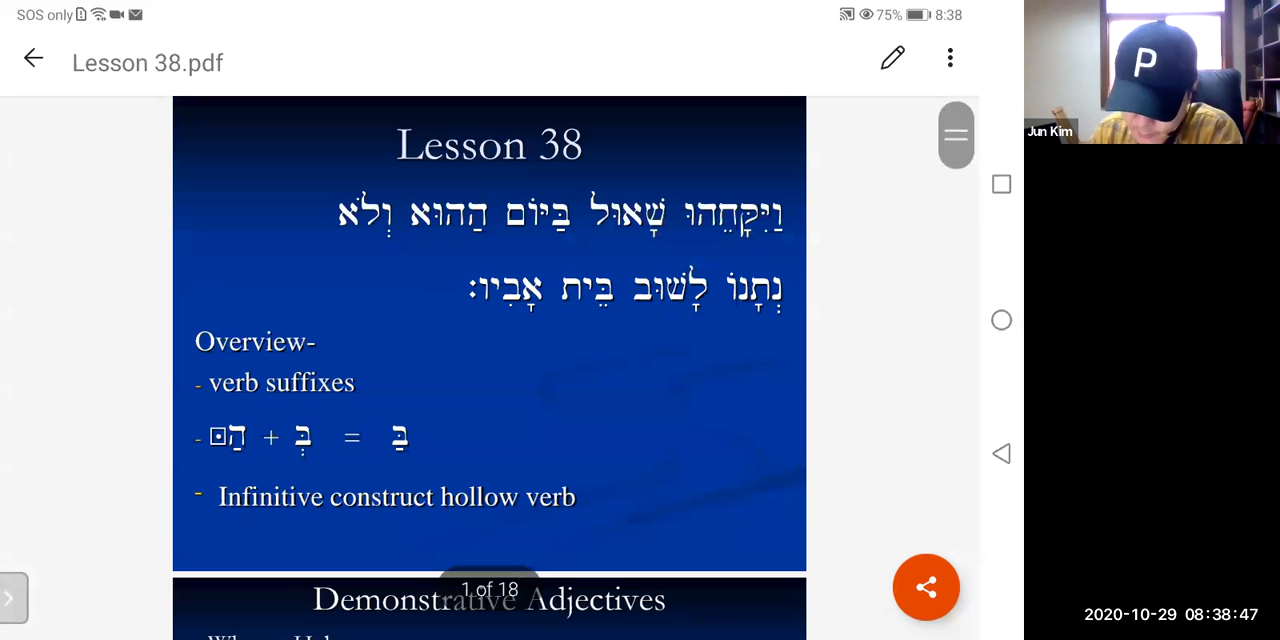 SOS only
75% 8:38
Lesson 38.pdf
P
Jun Kim
Lesson 38
וַיִּקָּחֵהוּ שָׁאוּל בַּיּוֹם הַהוּא וְלֹא
נְתָנוֹ לָשׁוּב בֵּית אָבִיו׃
Overview-
- verb suffixes
- הַ + בְּ = בַּ
- Infinitive construct hollow verb
1 of 18
Demonstrative Adjectives
2020-10-29 08:38:47